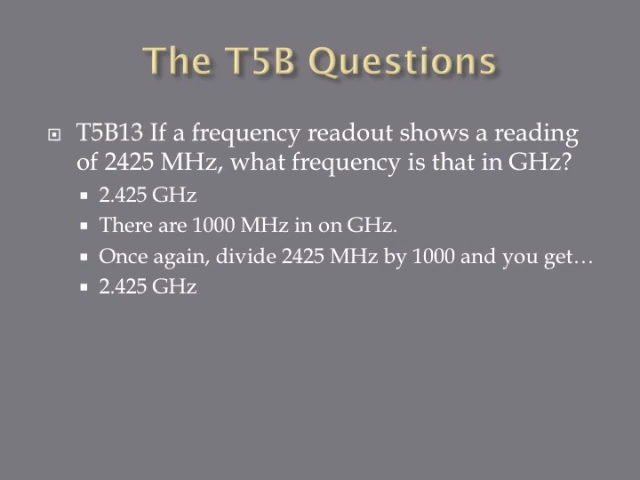 The T5B Questions
T5B13 If a frequency readout shows a reading
of 2425 MHz, what frequency is that in GHz?
2.425 GHz
There are 1000 MHz in on GHz.
Once again, divide 2425 MHz by 1000 and you get…
2.425 GHz